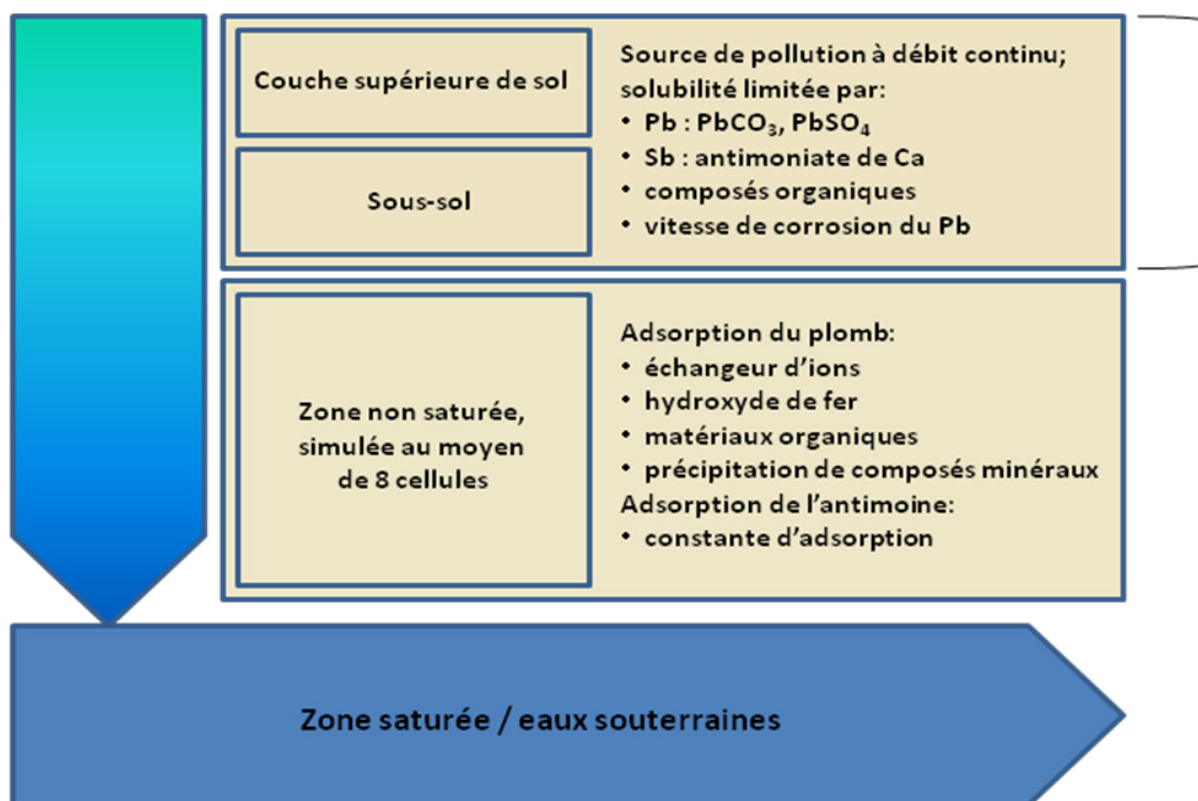 Couche supérieure de sol
Sous-sol
Source de pollution à débit continu;
solubilité limitée par:
• Pb : PbCO₃, PbSO₄
• Sb : antimoniate de Ca
• composés organiques
• vitesse de corrosion du Pb
Zone non saturée,
simulée au moyen
de 8 cellules
Adsorption du plomb:
• échangeur d’ions
• hydroxyde de fer
• matériaux organiques
• précipitation de composés minéraux
Adsorption de l’antimoine:
• constante d’adsorption
Zone saturée / eaux souterraines